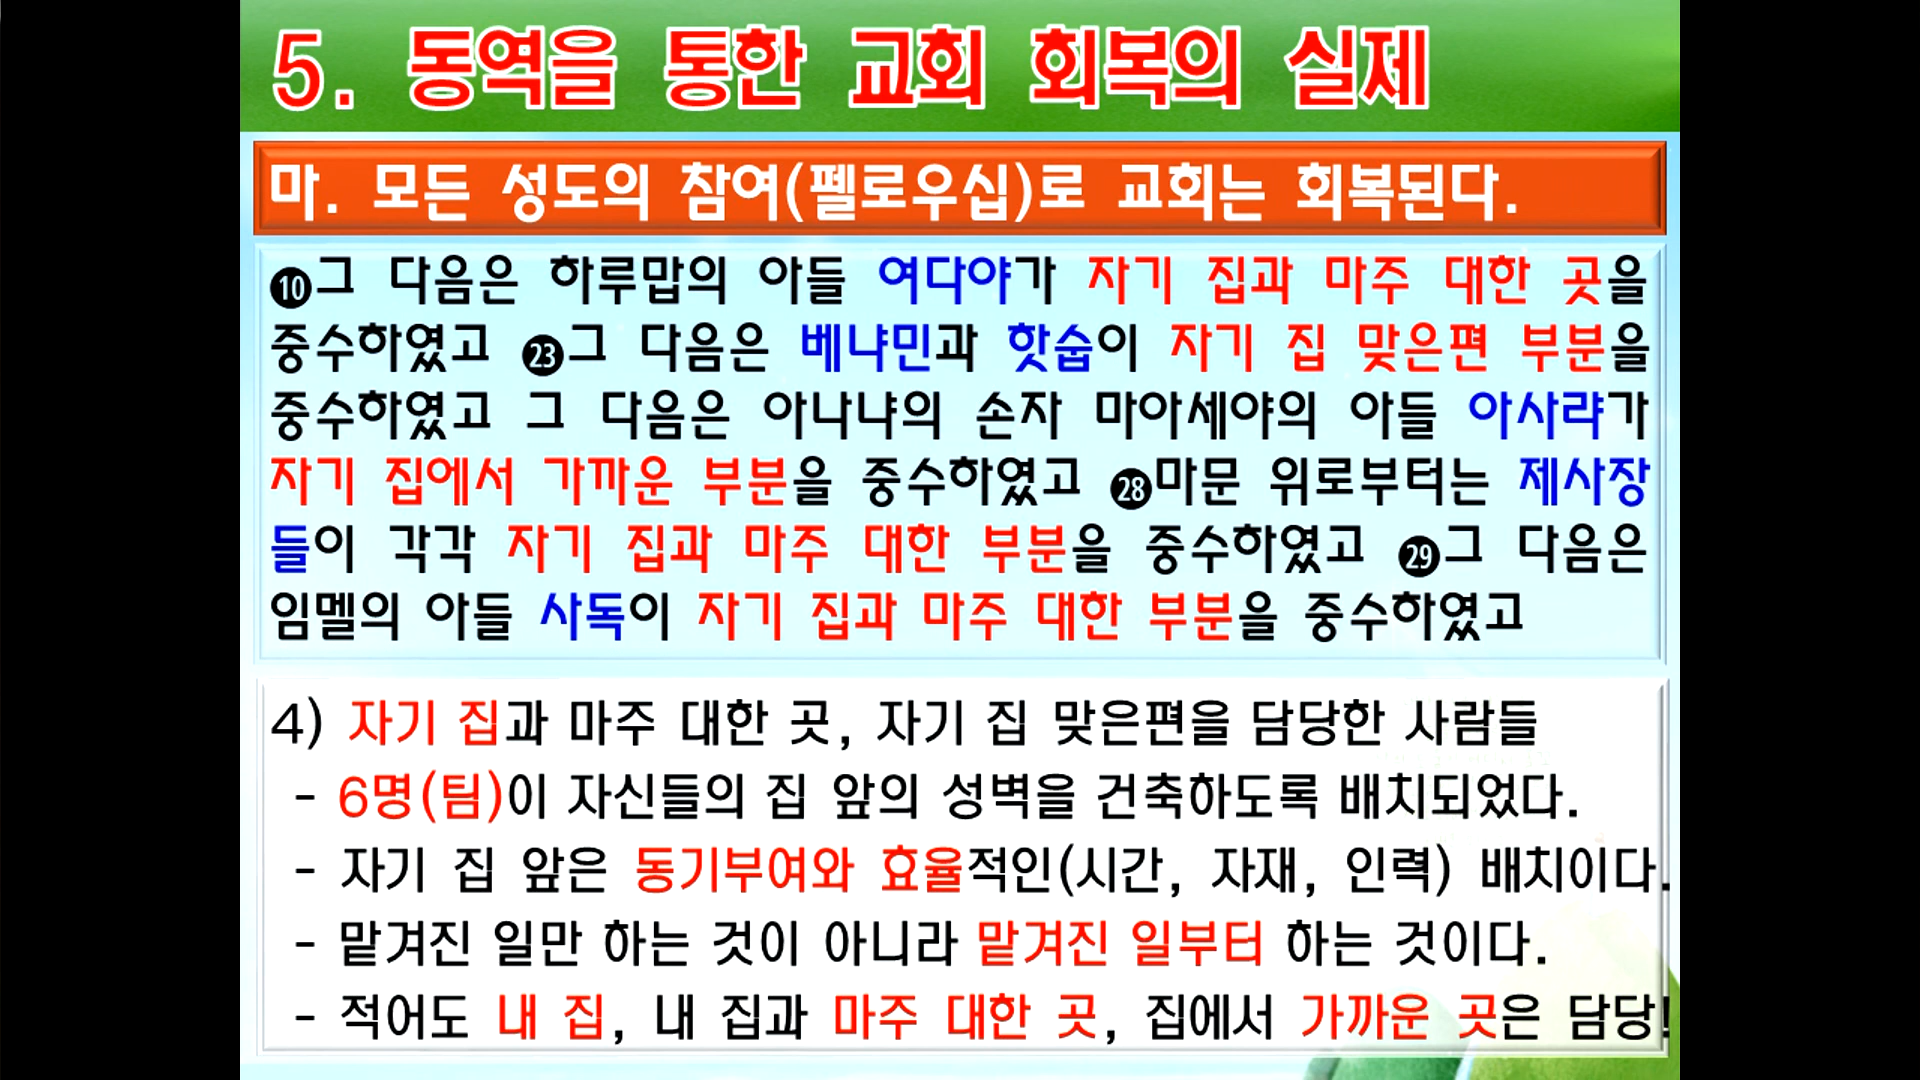 5. 동역을 통한 교회 회복의 실제
마. 모든 성도의 참여(펠로우십)로 교회는 회복된다.
❿그 다음은 하루맙의 아들 여다야가 자기 집과 마주 대한 곳을
중수하였고 ㉓그 다음은 베냐민과 핫숩이 자기 집 맞은편 부분을
중수하였고 그 다음은 아나냐의 손자 마아세야의 아들 아사랴가
자기 집에서 가까운 부분을 중수하였고 ㉘마문 위로부터는 제사장
들이 각각 자기 집과 마주 대한 부분을 중수하였고 ㉙그 다음은
임멜의 아들 사독이 자기 집과 마주 대한 부분을 중수하였고
4) 자기 집과 마주 대한 곳, 자기 집 맞은편을 담당한 사람들
- 6명(팀)이 자신들의 집 앞의 성벽을 건축하도록 배치되었다.
- 자기 집 앞은 동기부여와 효율적인(시간, 자재, 인력) 배치이다.
- 맡겨진 일만 하는 것이 아니라 맡겨진 일부터 하는 것이다.
- 적어도 내 집, 내 집과 마주 대한 곳, 집에서 가까운 곳은 담당!